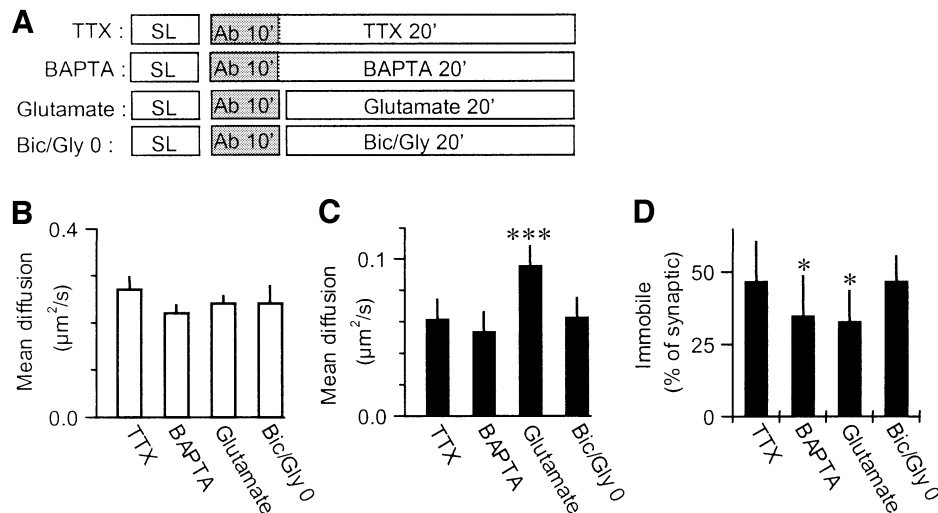 A
TTX : SL Ab 10' TTX 20'
BAPTA : SL Ab 10' BAPTA 20'
Glutamate : SL Ab 10' Glutamate 20'
Bic/Gly 0 : SL Ab 10' Bic/Gly 20'
B
Mean diffusion
(µm²/s)
0.4
0.0
TTX
BAPTA
Glutamate
Bic/Gly 0
C
Mean diffusion
(µm²/s)
0.1
0.0
***
TTX
BAPTA
Glutamate
Bic/Gly 0
D
Immobile
(% of synaptic)
50
25
0
*
*
TTX
BAPTA
Glutamate
Bic/Gly 0